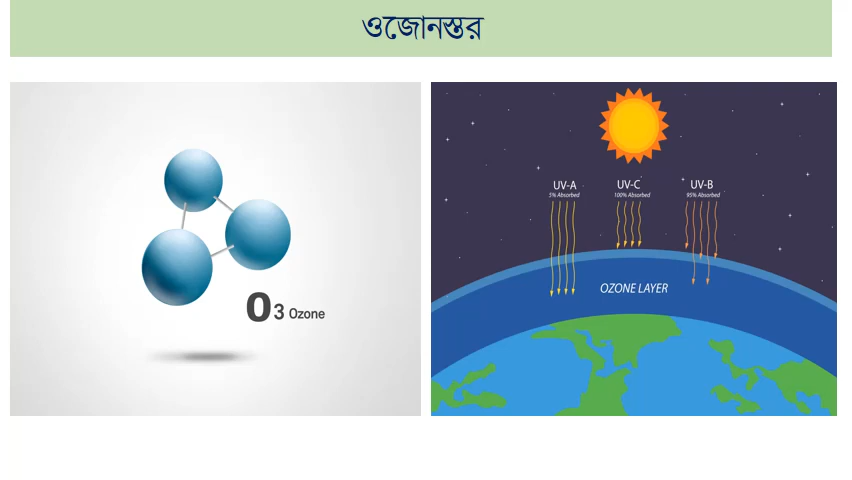 ওজোনস্তর
O3 Ozone
UV-A
5% Absorbed
UV-C
100% Absorbed
UV-B
95% Absorbed
OZONE LAYER